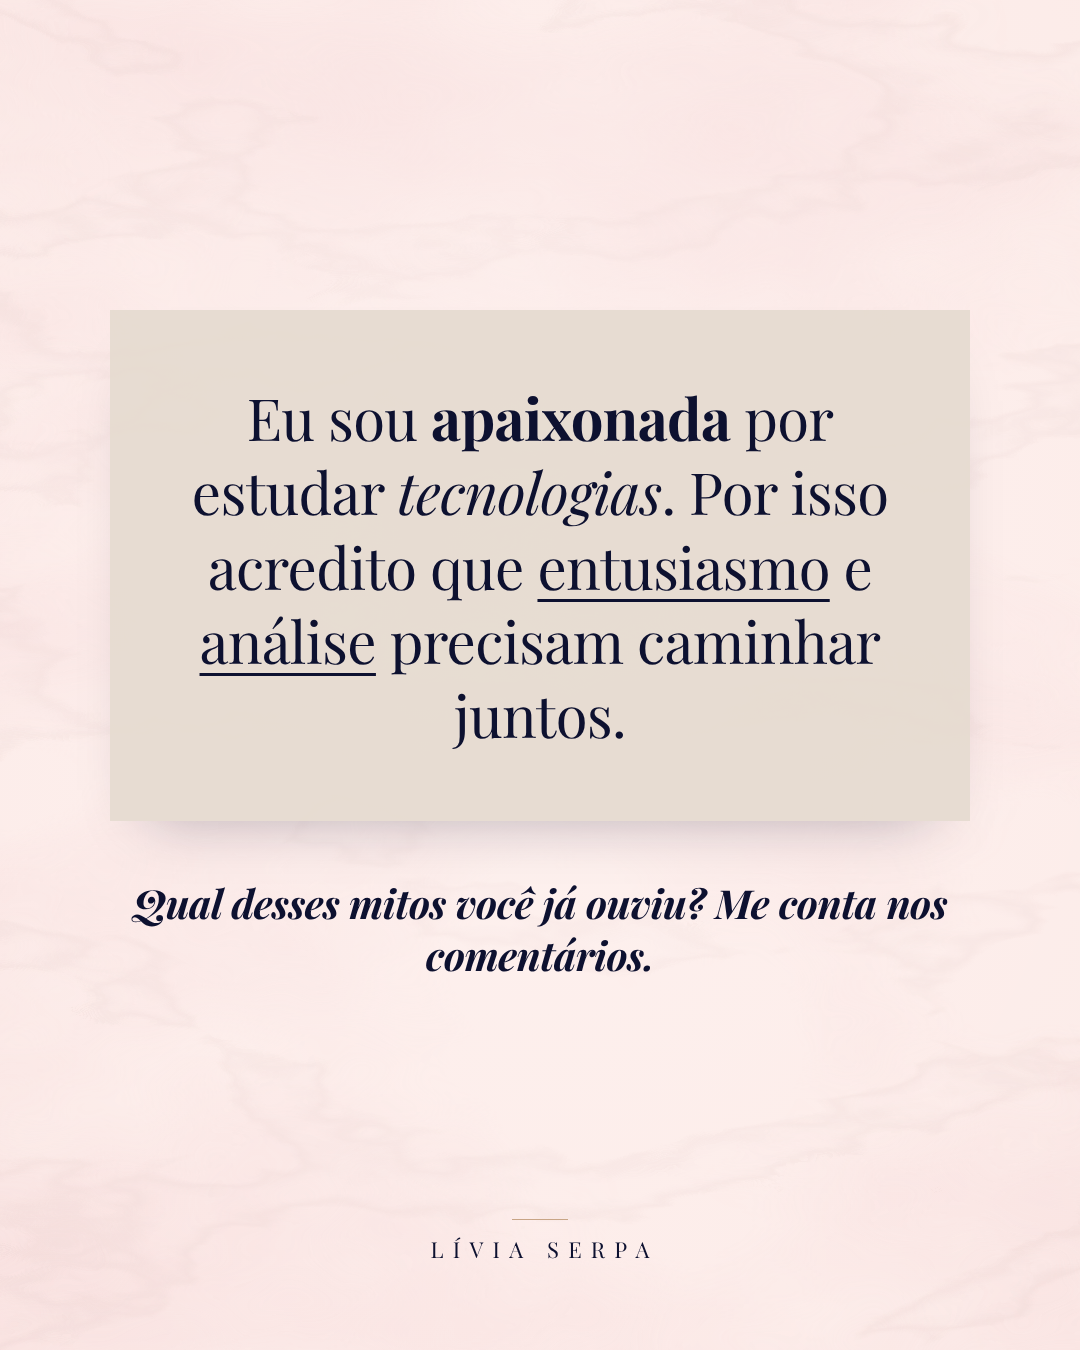 Eu sou apaixonada por
estudar tecnologias. Por isso
acredito que entusiasmo e
análise precisam caminhar
juntos.
Qual desses mitos você já ouviu? Me conta nos
comentários.
LÍVIA SERPA